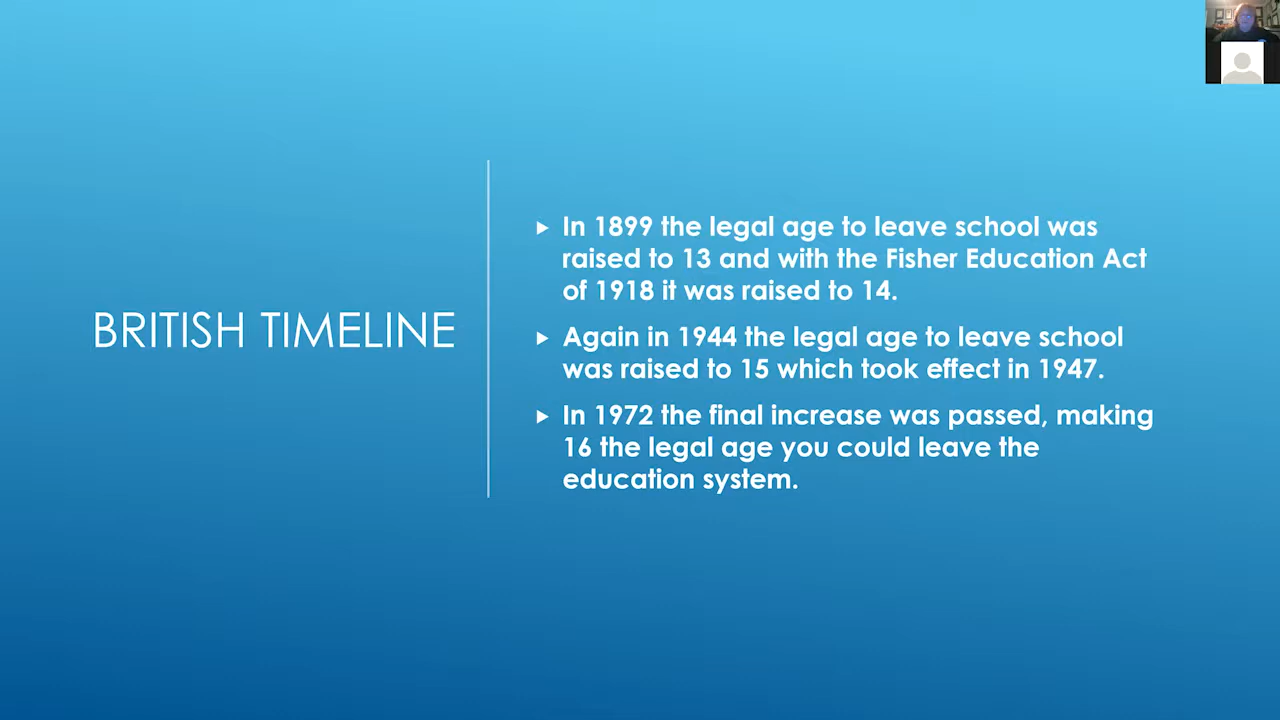 BRITISH TIMELINE
In 1899 the legal age to leave school was
raised to 13 and with the Fisher Education Act
of 1918 it was raised to 14.
Again in 1944 the legal age to leave school
was raised to 15 which took effect in 1947.
In 1972 the final increase was passed, making
16 the legal age you could leave the
education system.